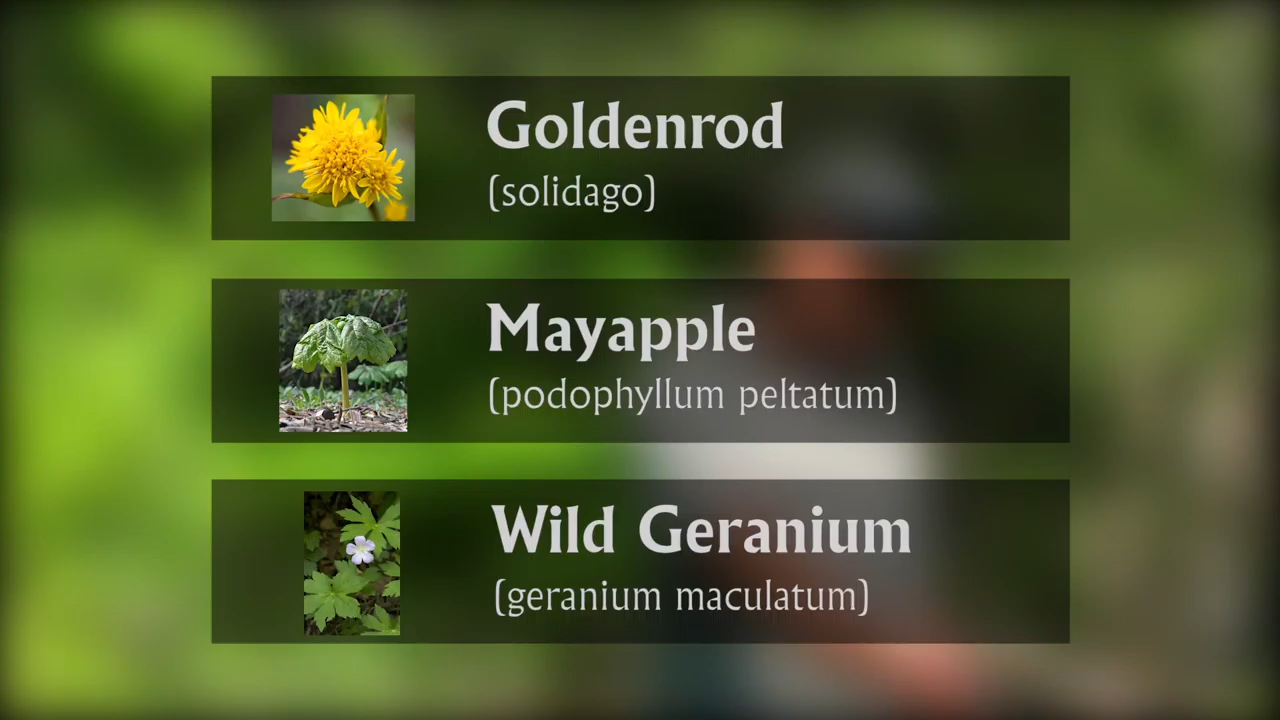 Goldenrod
(solidago)
Mayapple
(podophyllum peltatum)
Wild Geranium
(geranium maculatum)